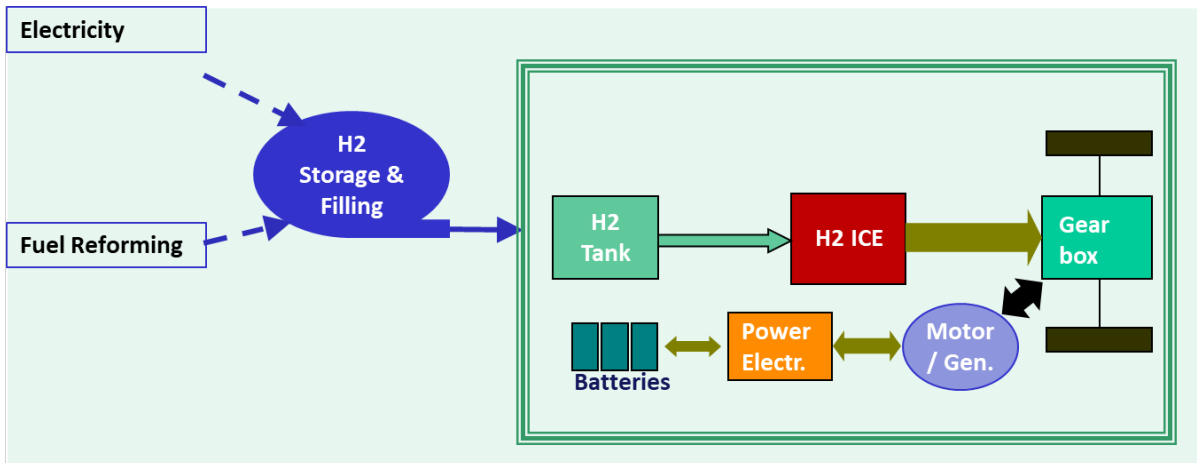 Electricity
H2
Storage &
Filling
Fuel Reforming
H2
Tank
H2 ICE
Gear
box
Batteries
Power
Electr.
Motor
/ Gen.